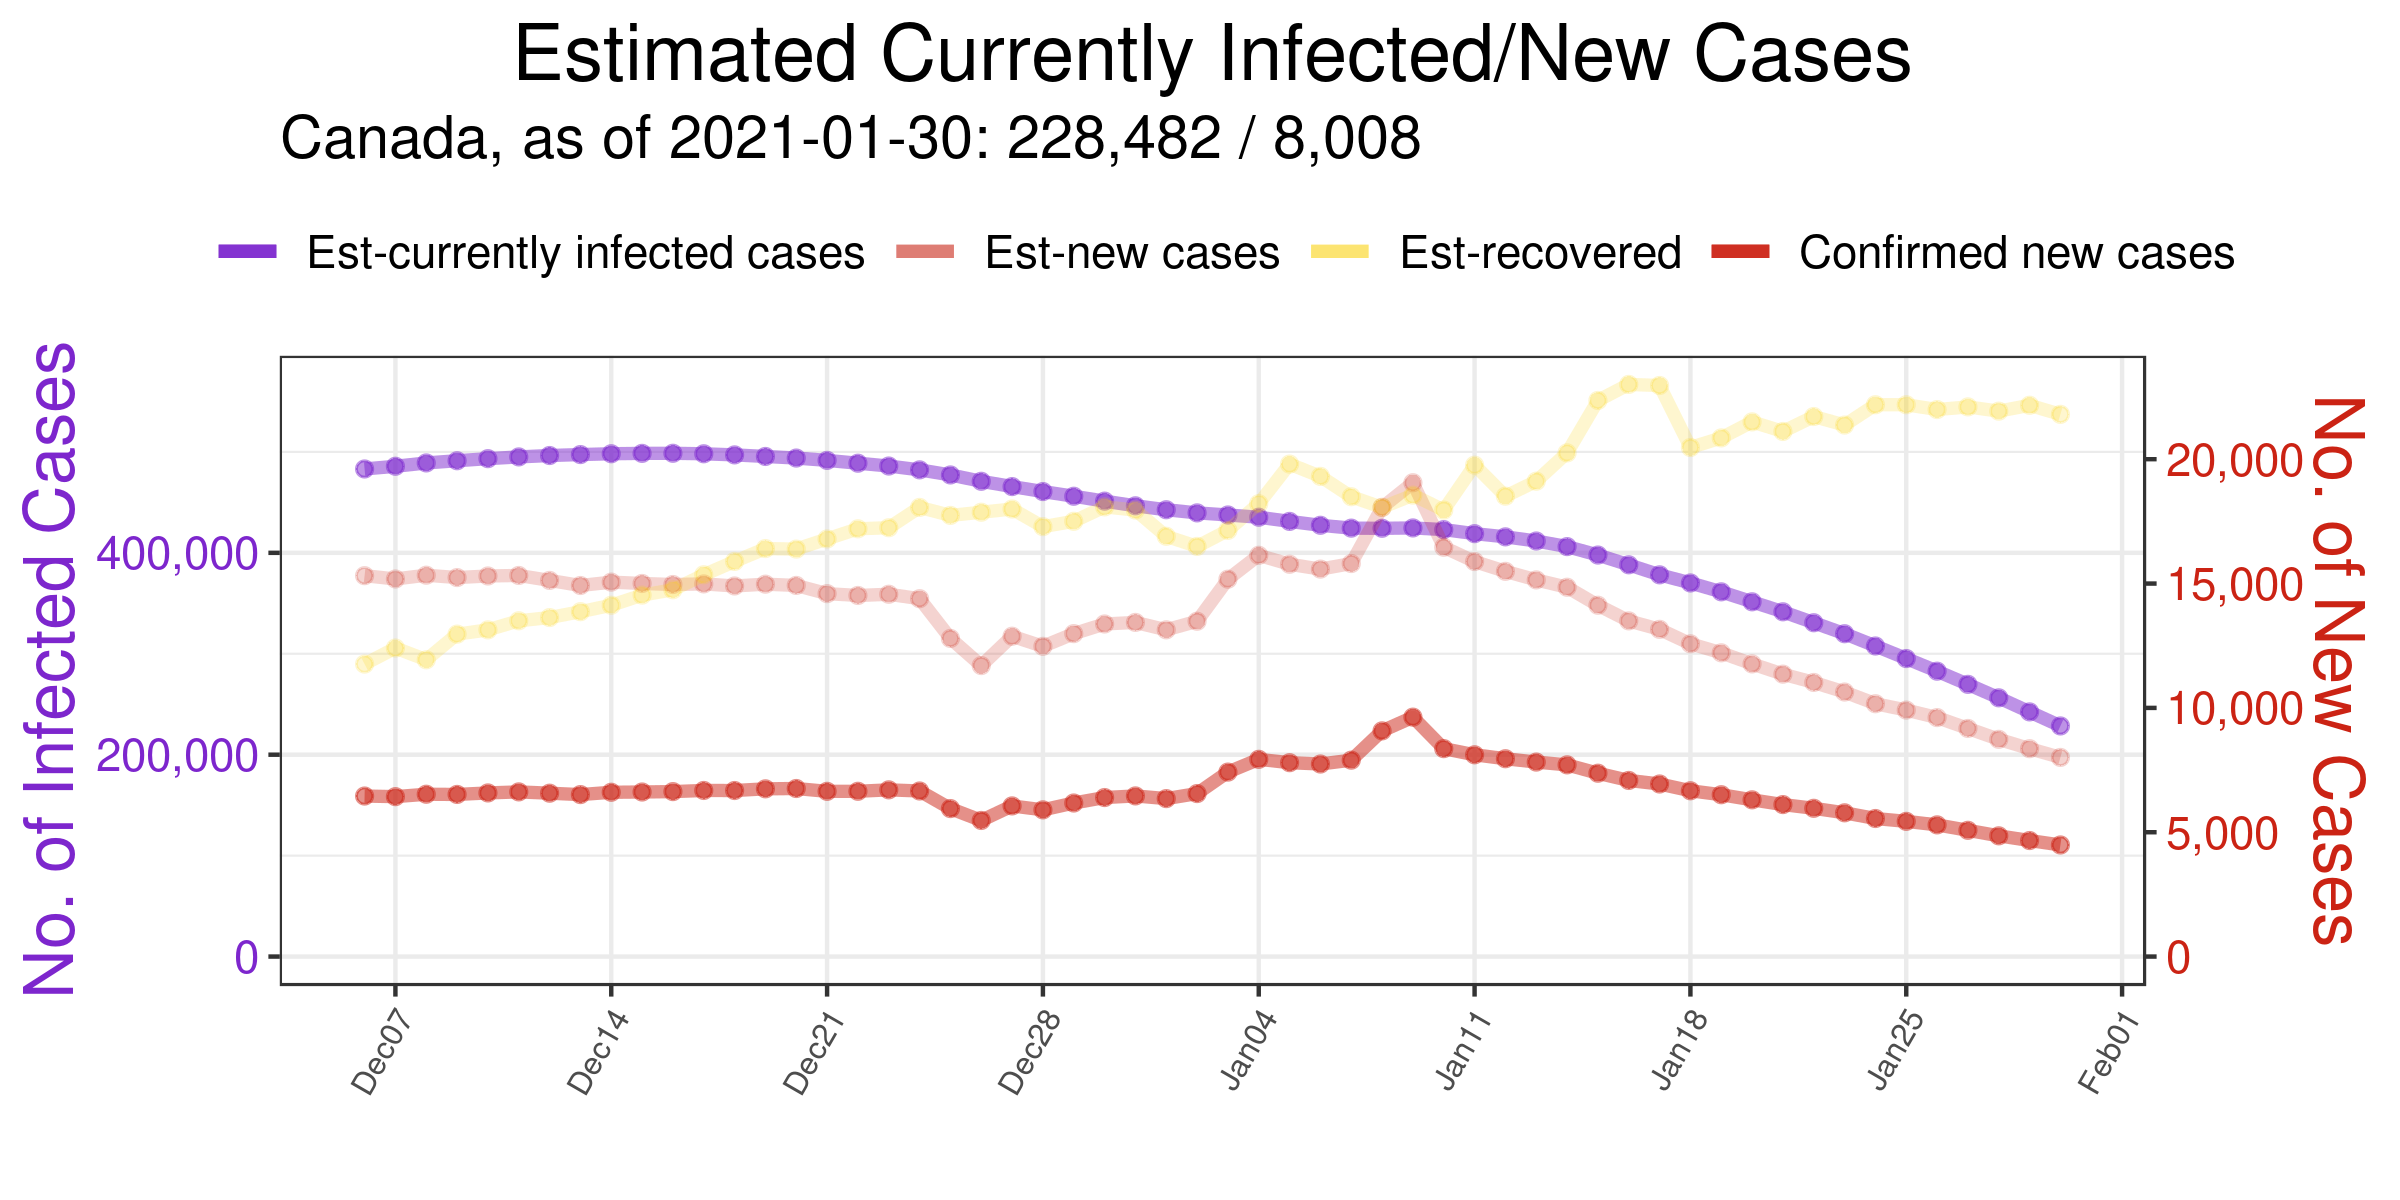 Estimated Currently Infected/New Cases
Canada, as of 2021-01-30: 228,482 / 8,008
Est-currently infected cases Est-new cases Est-recovered Confirmed new cases
No. of Infected Cases
400,000
200,000
0
20,000
15,000
10,000
5,000
0
No. of New Cases
Dec07 Dec14 Dec21 Dec28 Jan04 Jan11 Jan18 Jan25 Feb01